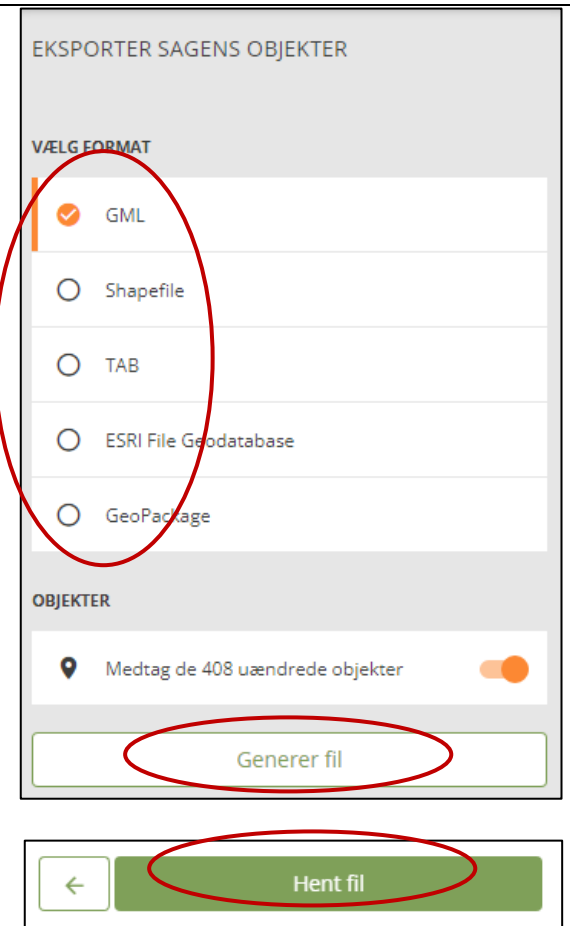 EKSPORTER SAGENS OBJEKTER
VÆLG FORMAT
GML
Shapefile
TAB
ESRI File Geodatabase
GeoPackage
OBJEKTER
Medtag de 408 uændrede objekter
Generer fil
Hent fil